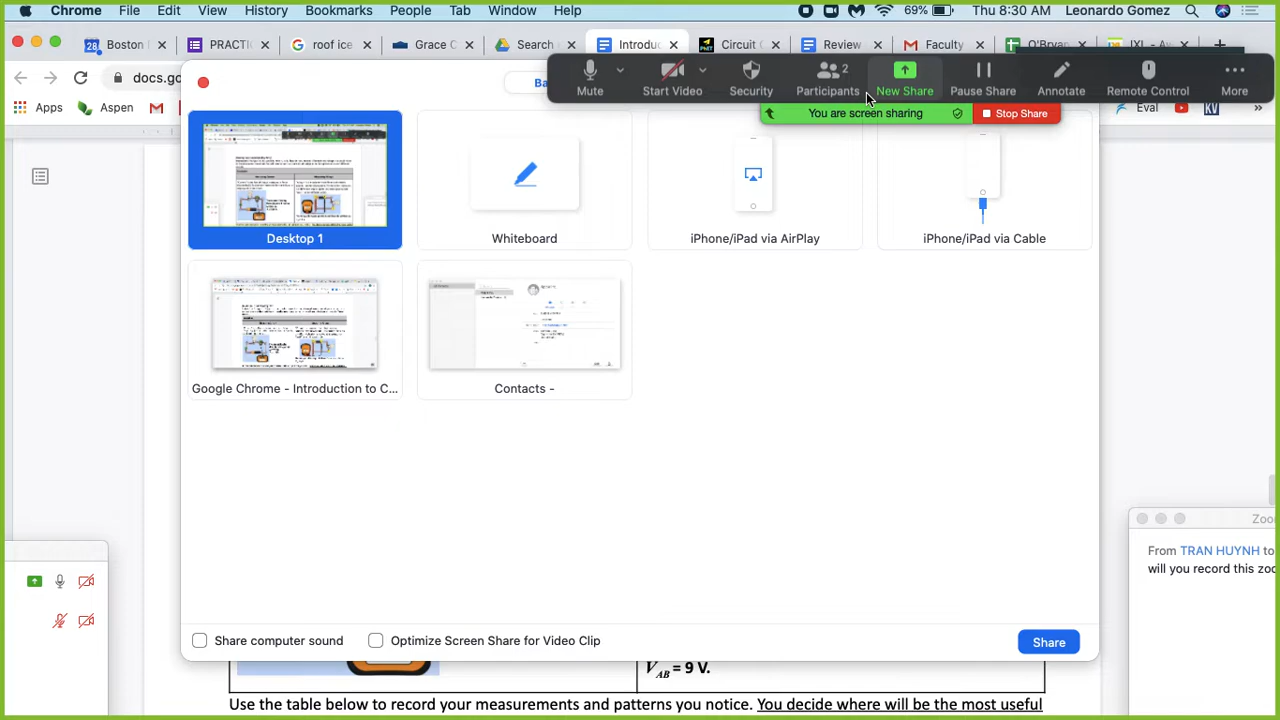 Chrome File Edit View History Bookmarks People Tab Window Help 69% Thu 8:30 AM Leonardo Gomez
Boston PRACTI roof ice Grace C Search Introdu Circuit Review Faculty O'Bryan IXL - Aw
docs.go
Mute Start Video Security Participants 2 New Share Pause Share Annotate Remote Control More
Apps Aspen Eval
You are screen sharing Stop Share
Desktop 1 Whiteboard iPhone/iPad via AirPlay iPhone/iPad via Cable
Google Chrome - Introduction to C... Contacts -
From TRAN HUYNH to
will you record this zoo
Share computer sound Optimize Screen Share for Video Clip Share
V_AB = 9 V.
Use the table below to record your measurements and patterns you notice. You decide where will be the most useful